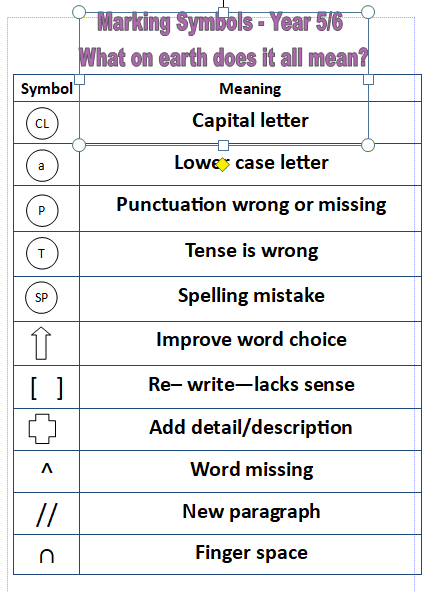 Marking Symbols - Year 5/6
What on earth does it all mean?
Symbol Meaning
CL Capital letter
a Lower case letter
P Punctuation wrong or missing
T Tense is wrong
SP Spelling mistake
Improve word choice
[ ] Re– write—lacks sense
Add detail/description
^ Word missing
// New paragraph
∩ Finger space